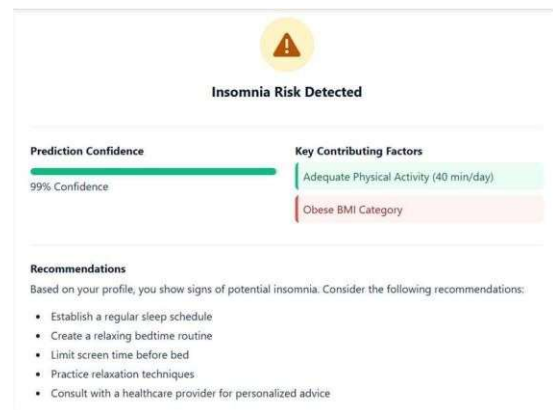 Insomnia Risk Detected
Prediction Confidence
99% Confidence
Key Contributing Factors
Adequate Physical Activity (40 min/day)
Obese BMI Category
Recommendations
Based on your profile, you show signs of potential insomnia. Consider the following recommendations:
• Establish a regular sleep schedule
• Create a relaxing bedtime routine
• Limit screen time before bed
• Practice relaxation techniques
• Consult with a healthcare provider for personalized advice